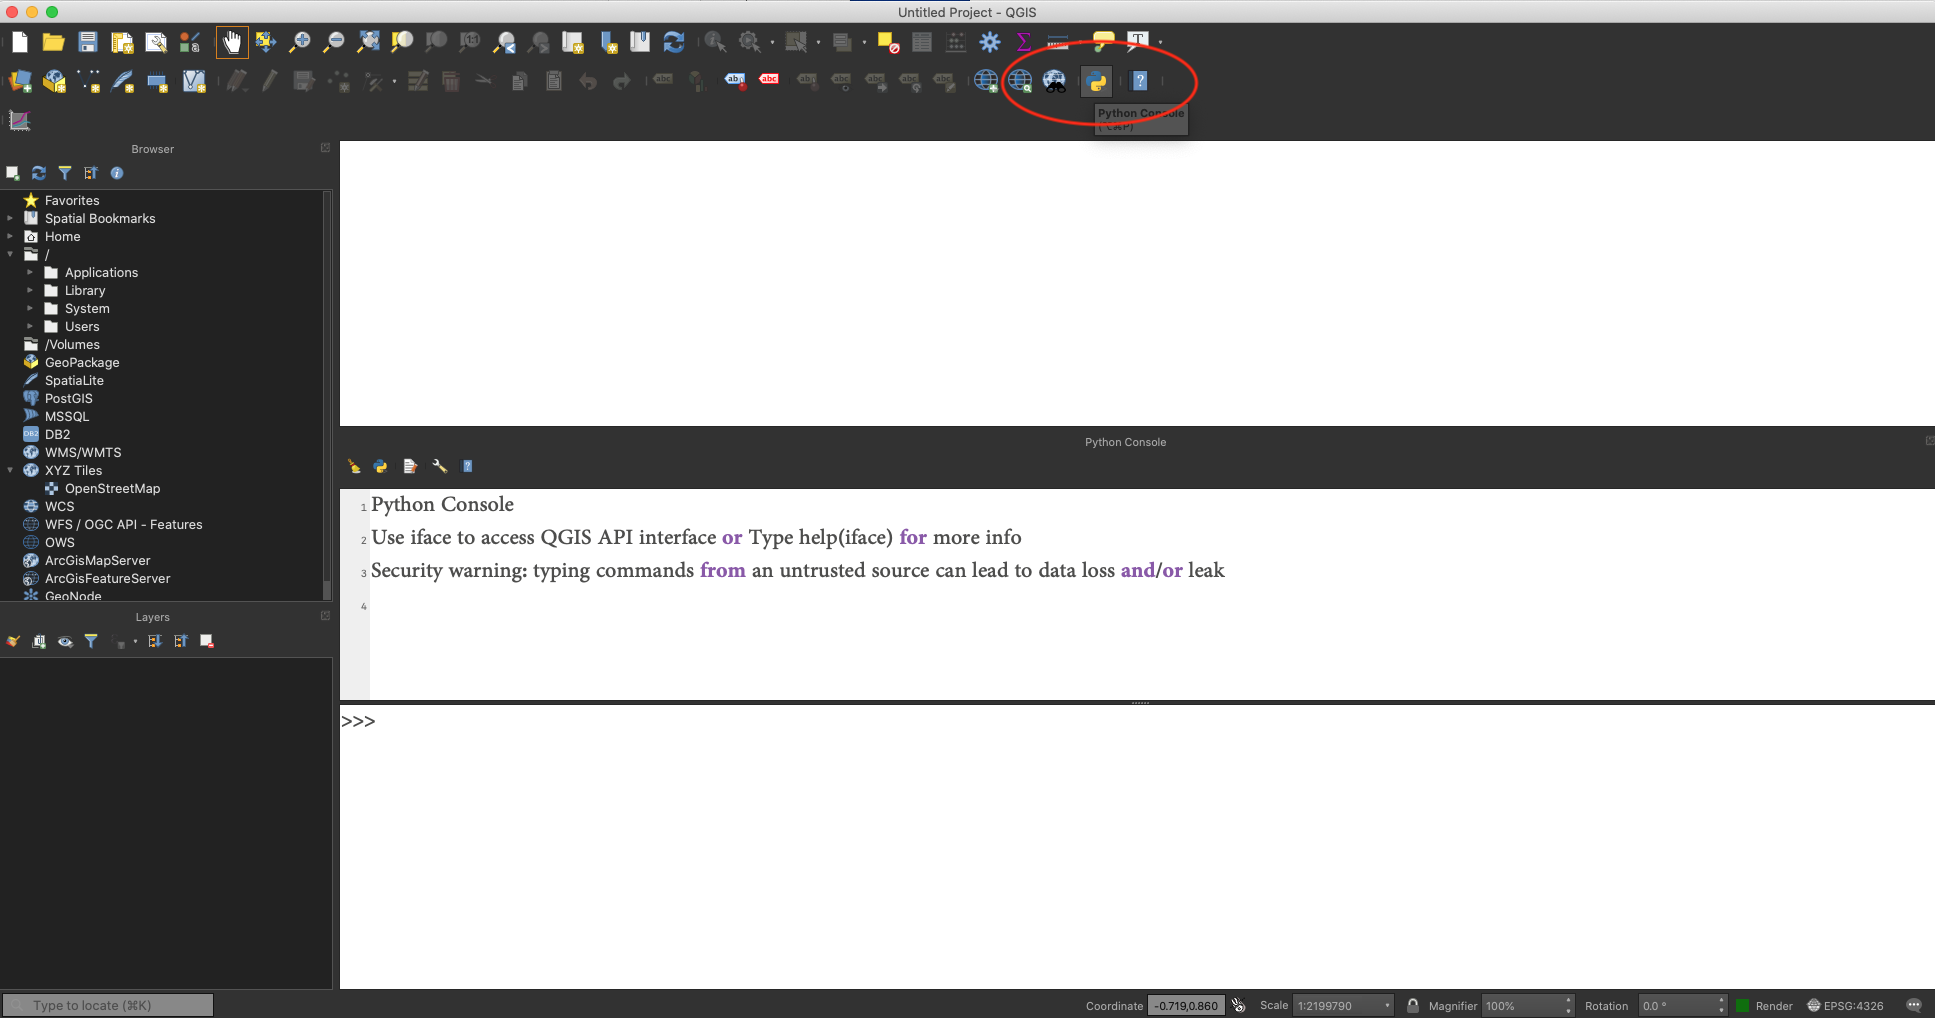 Untitled Project - QGIS
Python Console
(⌥⌘P)
Browser
Favorites
Spatial Bookmarks
Home
/
Applications
Library
System
Users
/Volumes
GeoPackage
SpatiaLite
PostGIS
MSSQL
DB2
WMS/WMTS
XYZ Tiles
OpenStreetMap
WCS
WFS / OGC API - Features
OWS
ArcGisMapServer
ArcGisFeatureServer
GeoNode
Layers
Python Console
1 Python Console
2 Use iface to access QGIS API interface or Type help(iface) for more info
3 Security warning: typing commands from an untrusted source can lead to data loss and/or leak
4
>>>
Type to locate (⌘K)
Coordinate -0.719,0.860 Scale 1:2199790 Magnifier 100% Rotation 0.0 ° Render EPSG:4326